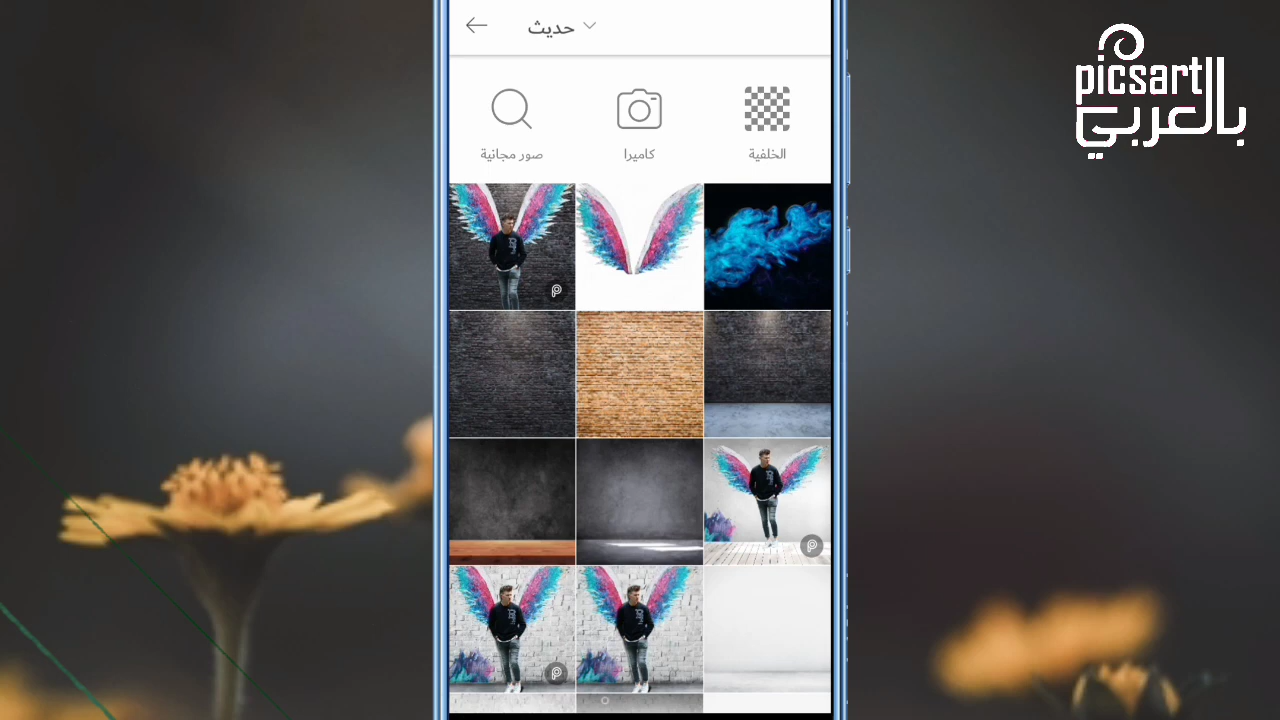 حديث
صور مجانية
كاميرا
الخلفية
picsart
بالعربي